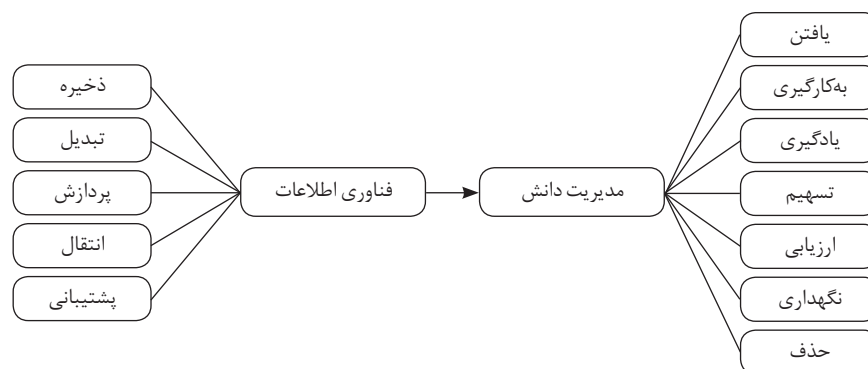 یافتن
به‌کارگیری
یادگیری
تسهیم
ارزیابی
نگهداری
حذف
مدیریت دانش
فناوری اطلاعات
ذخیره
تبدیل
پردازش
انتقال
پشتیبانی